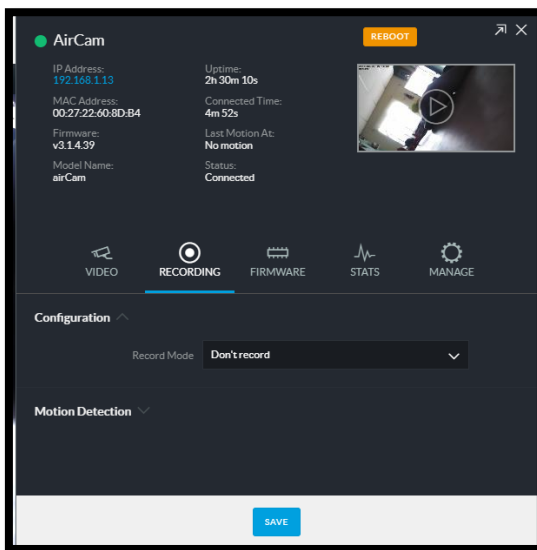 AirCam
REBOOT
IP Address:
192.168.1.13
Uptime:
2h 30m 10s
MAC Address:
00:27:22:60:8D:B4
Connected Time:
4m 52s
Firmware:
v3.1.4.39
Last Motion At:
No motion
Model Name:
airCam
Status:
Connected
VIDEO
RECORDING
FIRMWARE
STATS
MANAGE
Configuration
Record Mode
Don't record
Motion Detection
SAVE